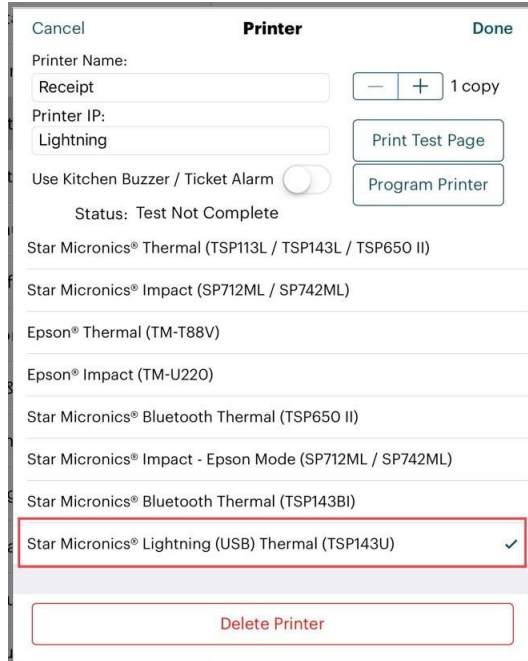 Cancel Printer Done
Printer Name:
Receipt
1 copy
Printer IP:
Lightning
Print Test Page
Use Kitchen Buzzer / Ticket Alarm
Program Printer
Status: Test Not Complete
Star Micronics® Thermal (TSP113L / TSP143L / TSP650 II)
Star Micronics® Impact (SP712ML / SP742ML)
Epson® Thermal (TM-T88V)
Epson® Impact (TM-U220)
Star Micronics® Bluetooth Thermal (TSP650 II)
Star Micronics® Impact - Epson Mode (SP712ML / SP742ML)
Star Micronics® Bluetooth Thermal (TSP143BI)
Star Micronics® Lightning (USB) Thermal (TSP143U)
Delete Printer